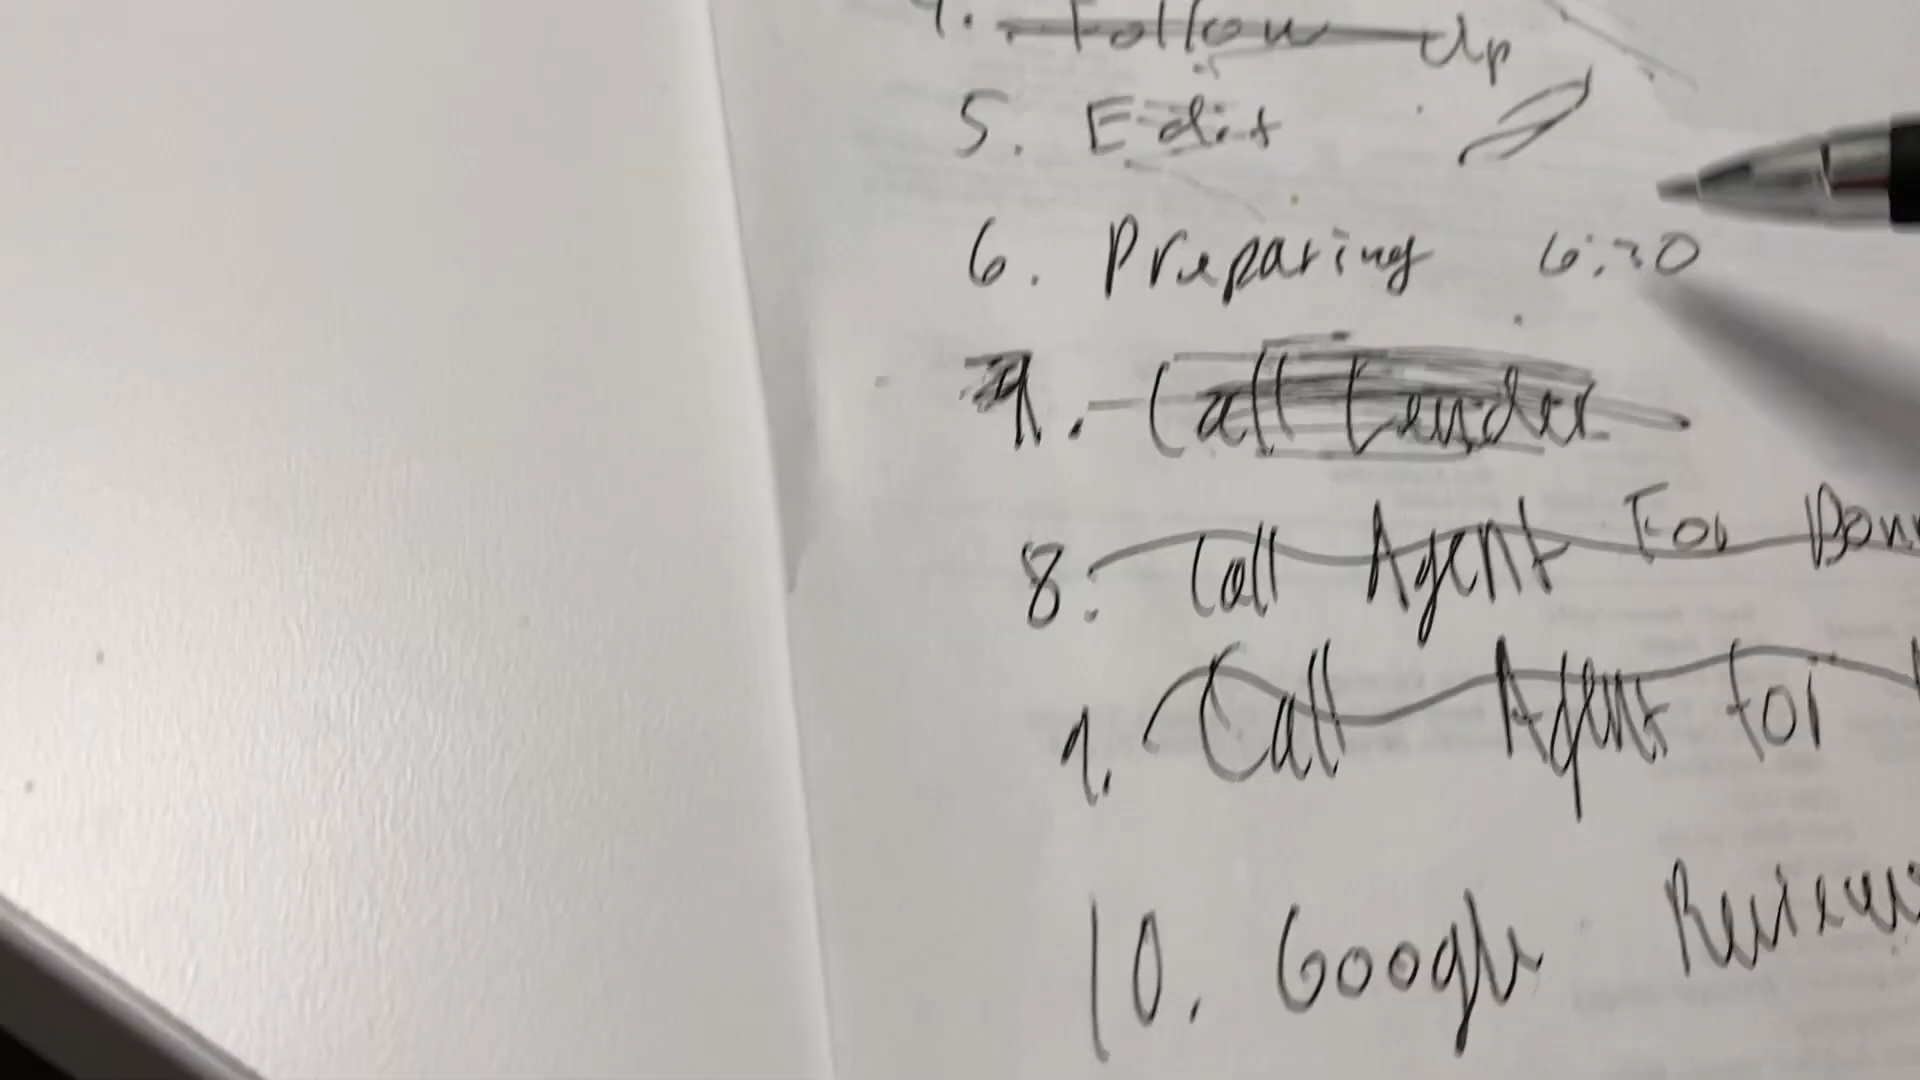 4. Follow Up
5. Edit
6. Preparing 6:30
7. Call Lender
8. Call Agent For
9. Call Agent for
10. Google Reviews